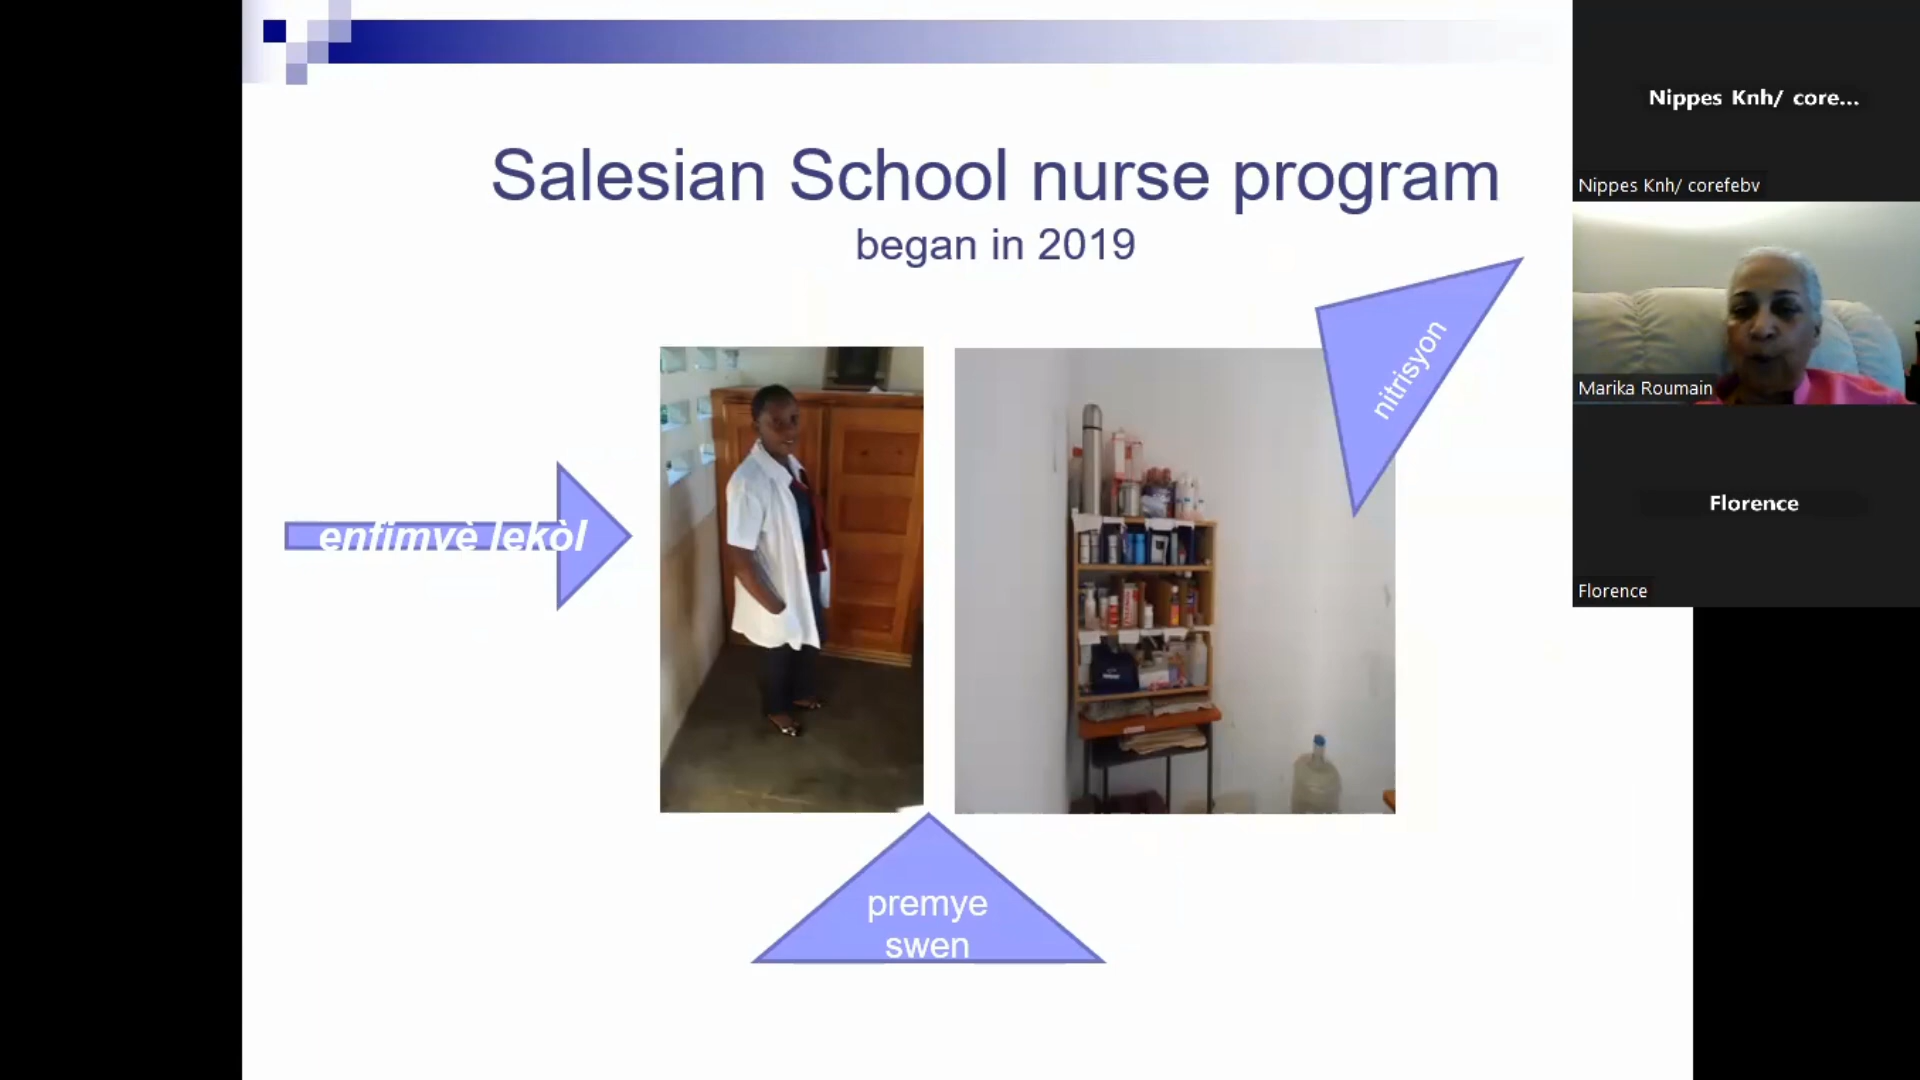 Salesian School nurse program
began in 2019
nitrisyon
enfimyè lekòl
premye
swen
Nippes Knh/ core...
Nippes Knh/ corefebv
Marika Roumain
Florence
Florence